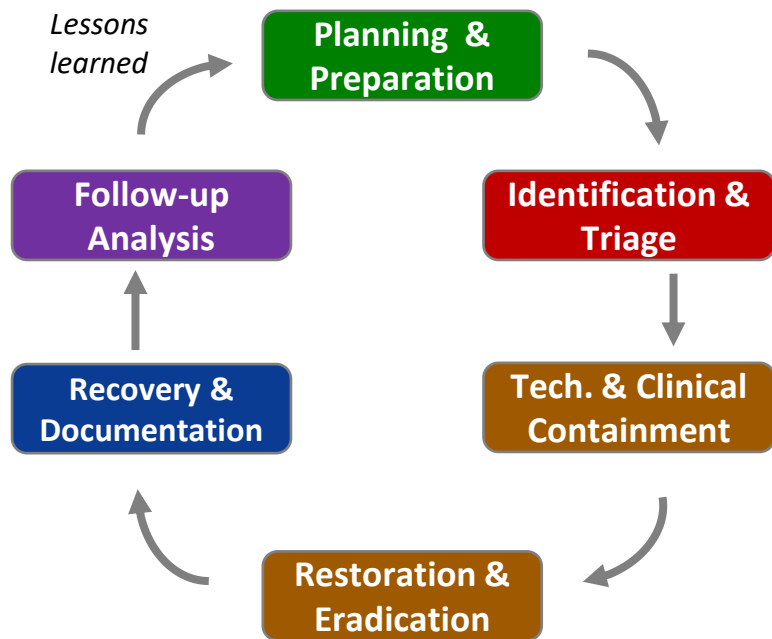 Lessons
learned
Planning &
Preparation
Identification &
Triage
Tech. & Clinical
Containment
Restoration &
Eradication
Recovery &
Documentation
Follow-up
Analysis